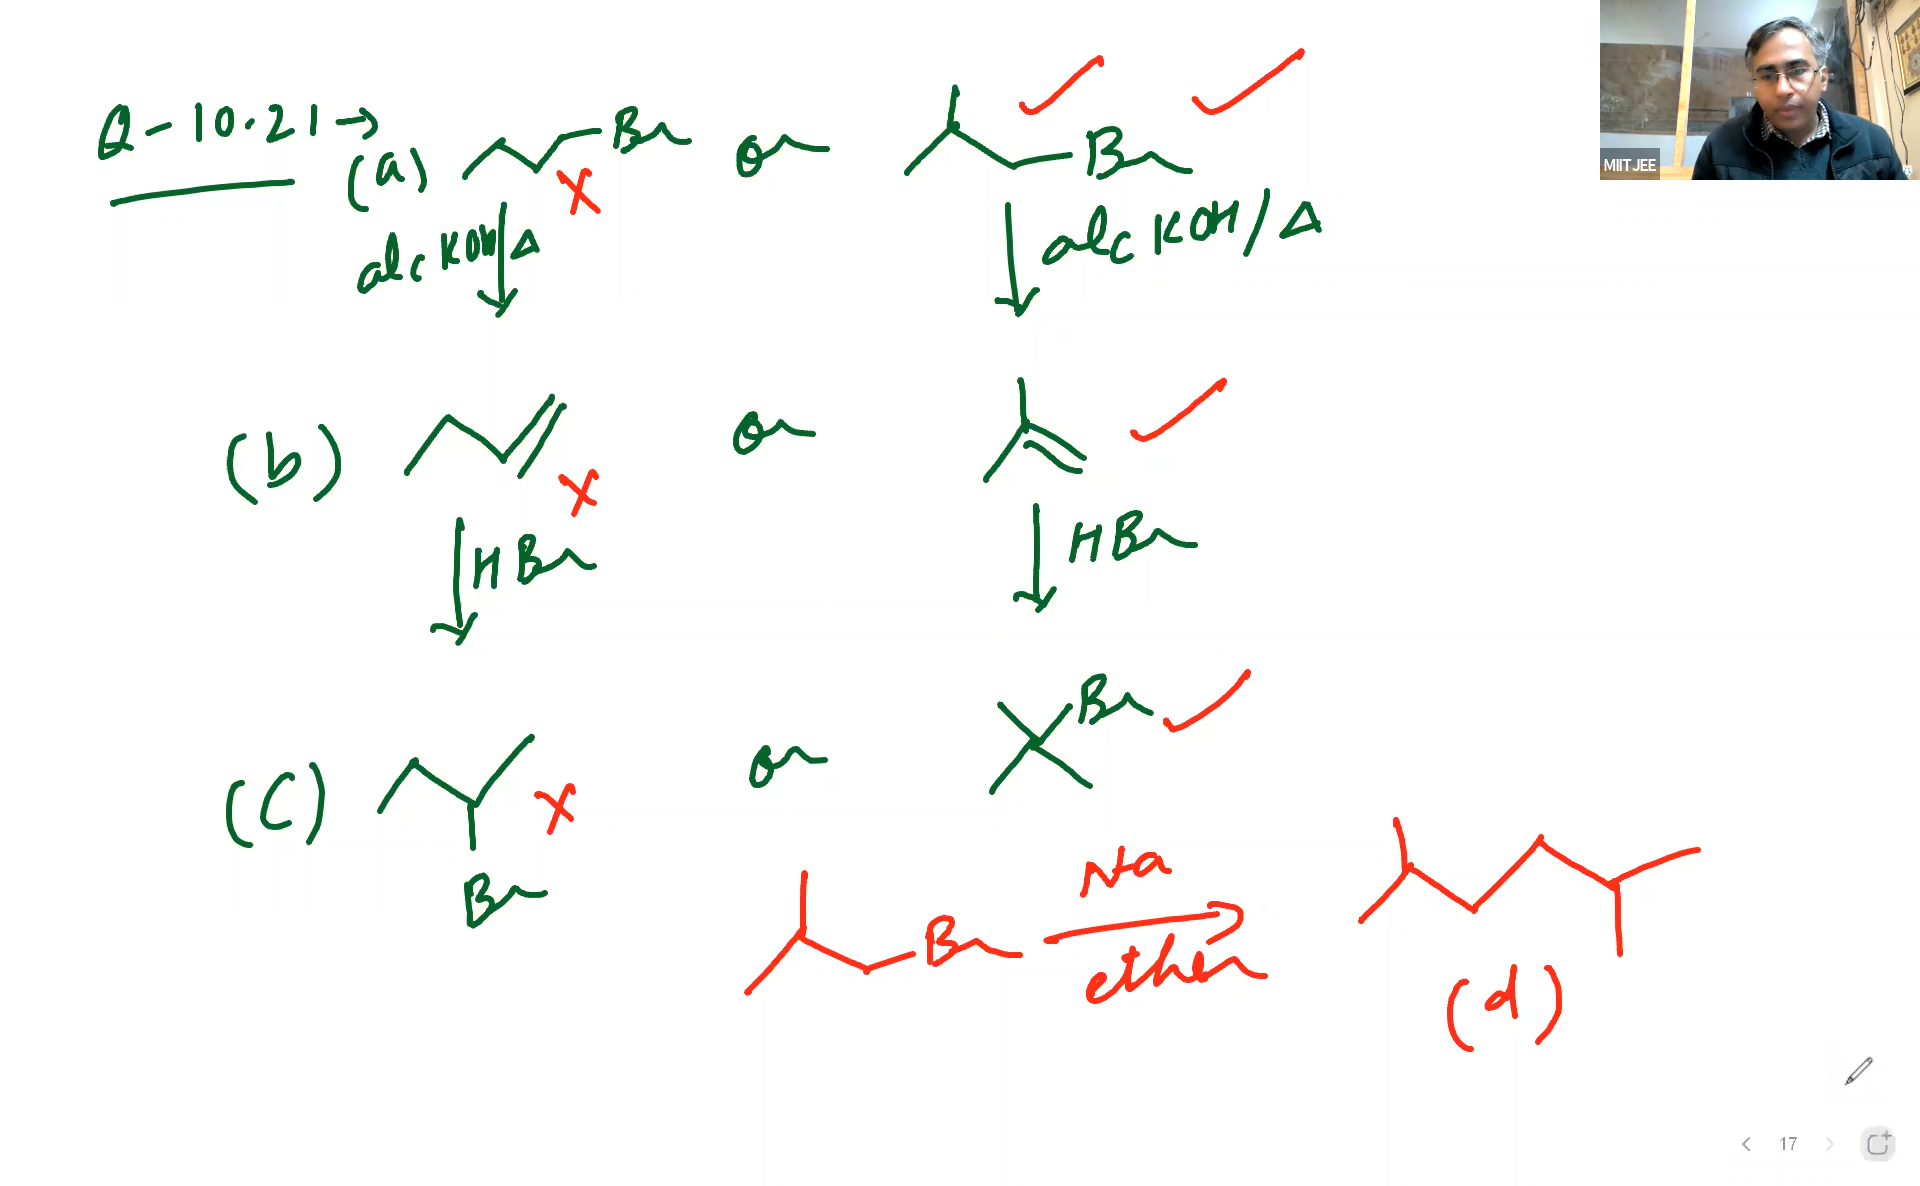 Q-10.21 → (a) Br or Br
MIIT JEE
alc KOH/Δ alc KOH/Δ
(b) or
HBr HBr
(c) or Br
Br
Br Na
ether
(d)
17